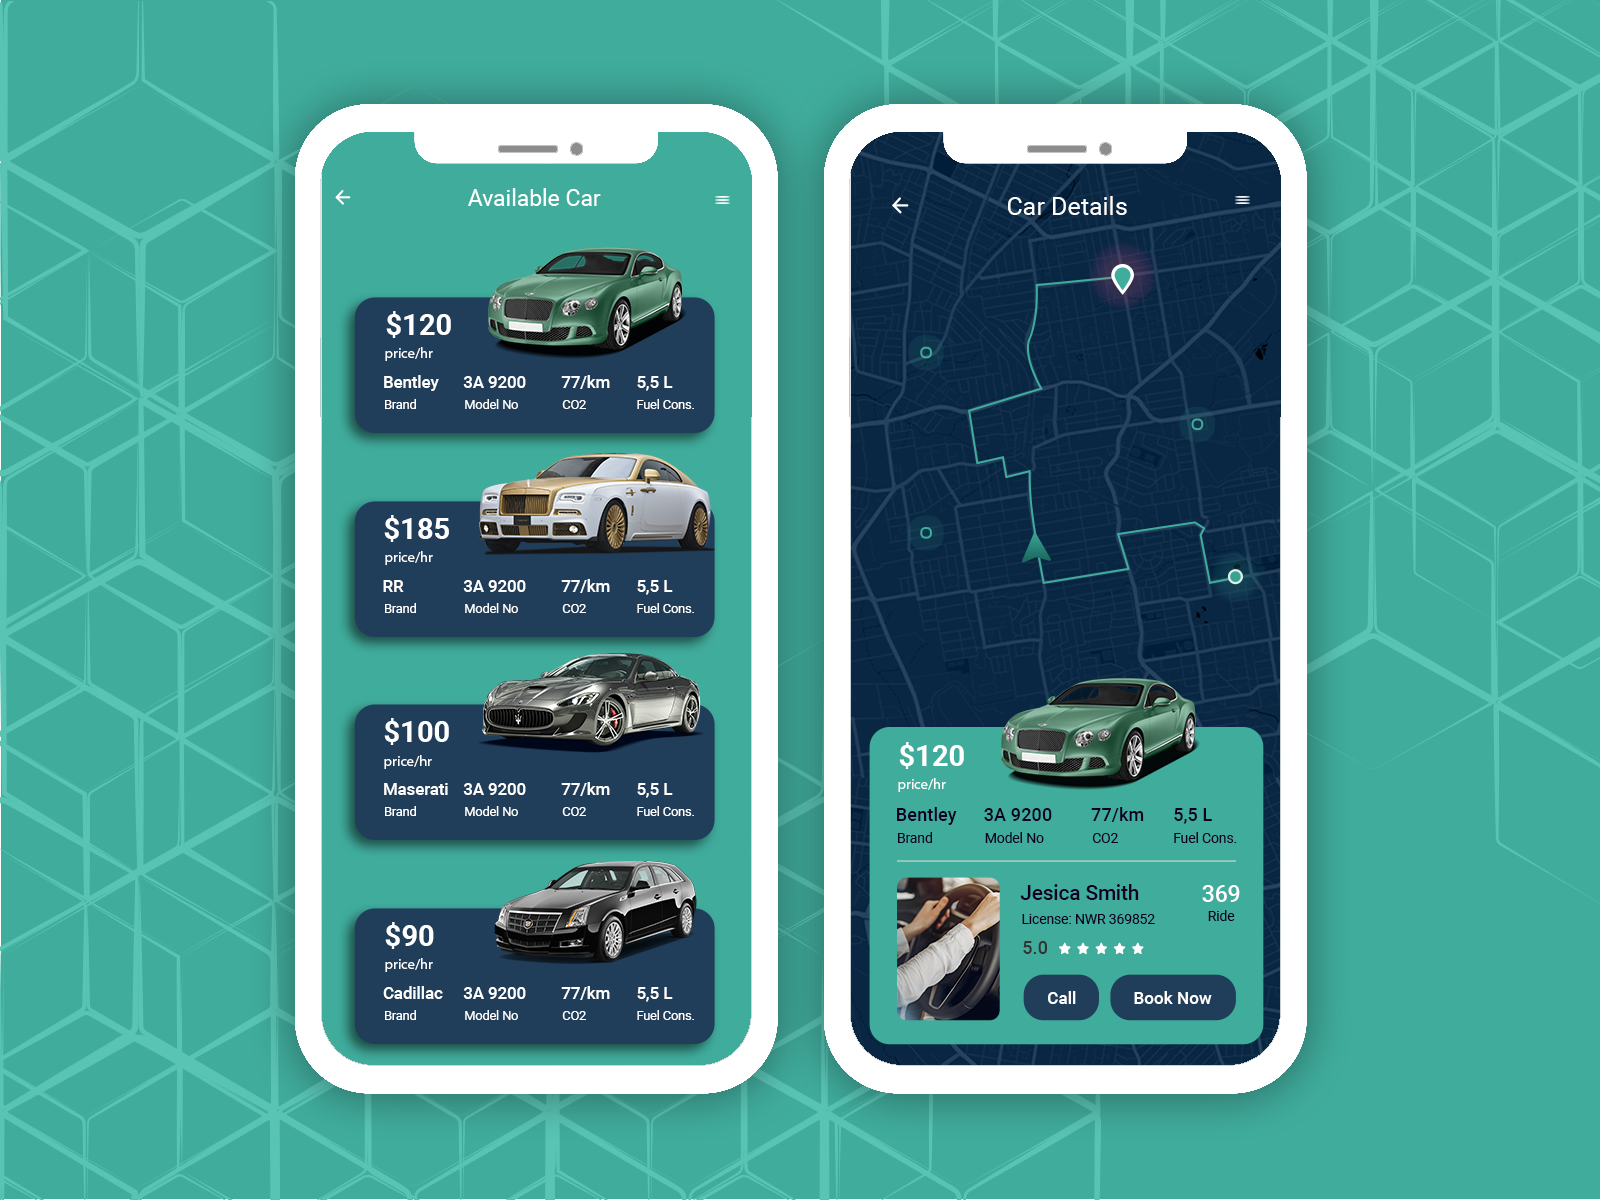 Available Car
$120
price/hr
Bentley 3A 9200 77/km 5,5 L
Brand Model No CO2 Fuel Cons.
$185
price/hr
RR 3A 9200 77/km 5,5 L
Brand Model No CO2 Fuel Cons.
$100
price/hr
Maserati 3A 9200 77/km 5,5 L
Brand Model No CO2 Fuel Cons.
$90
price/hr
Cadillac 3A 9200 77/km 5,5 L
Brand Model No CO2 Fuel Cons.
Car Details
$120
price/hr
Bentley 3A 9200 77/km 5,5 L
Brand Model No CO2 Fuel Cons.
Jesica Smith 369
License: NWR 369852 Ride
5.0
Call Book Now